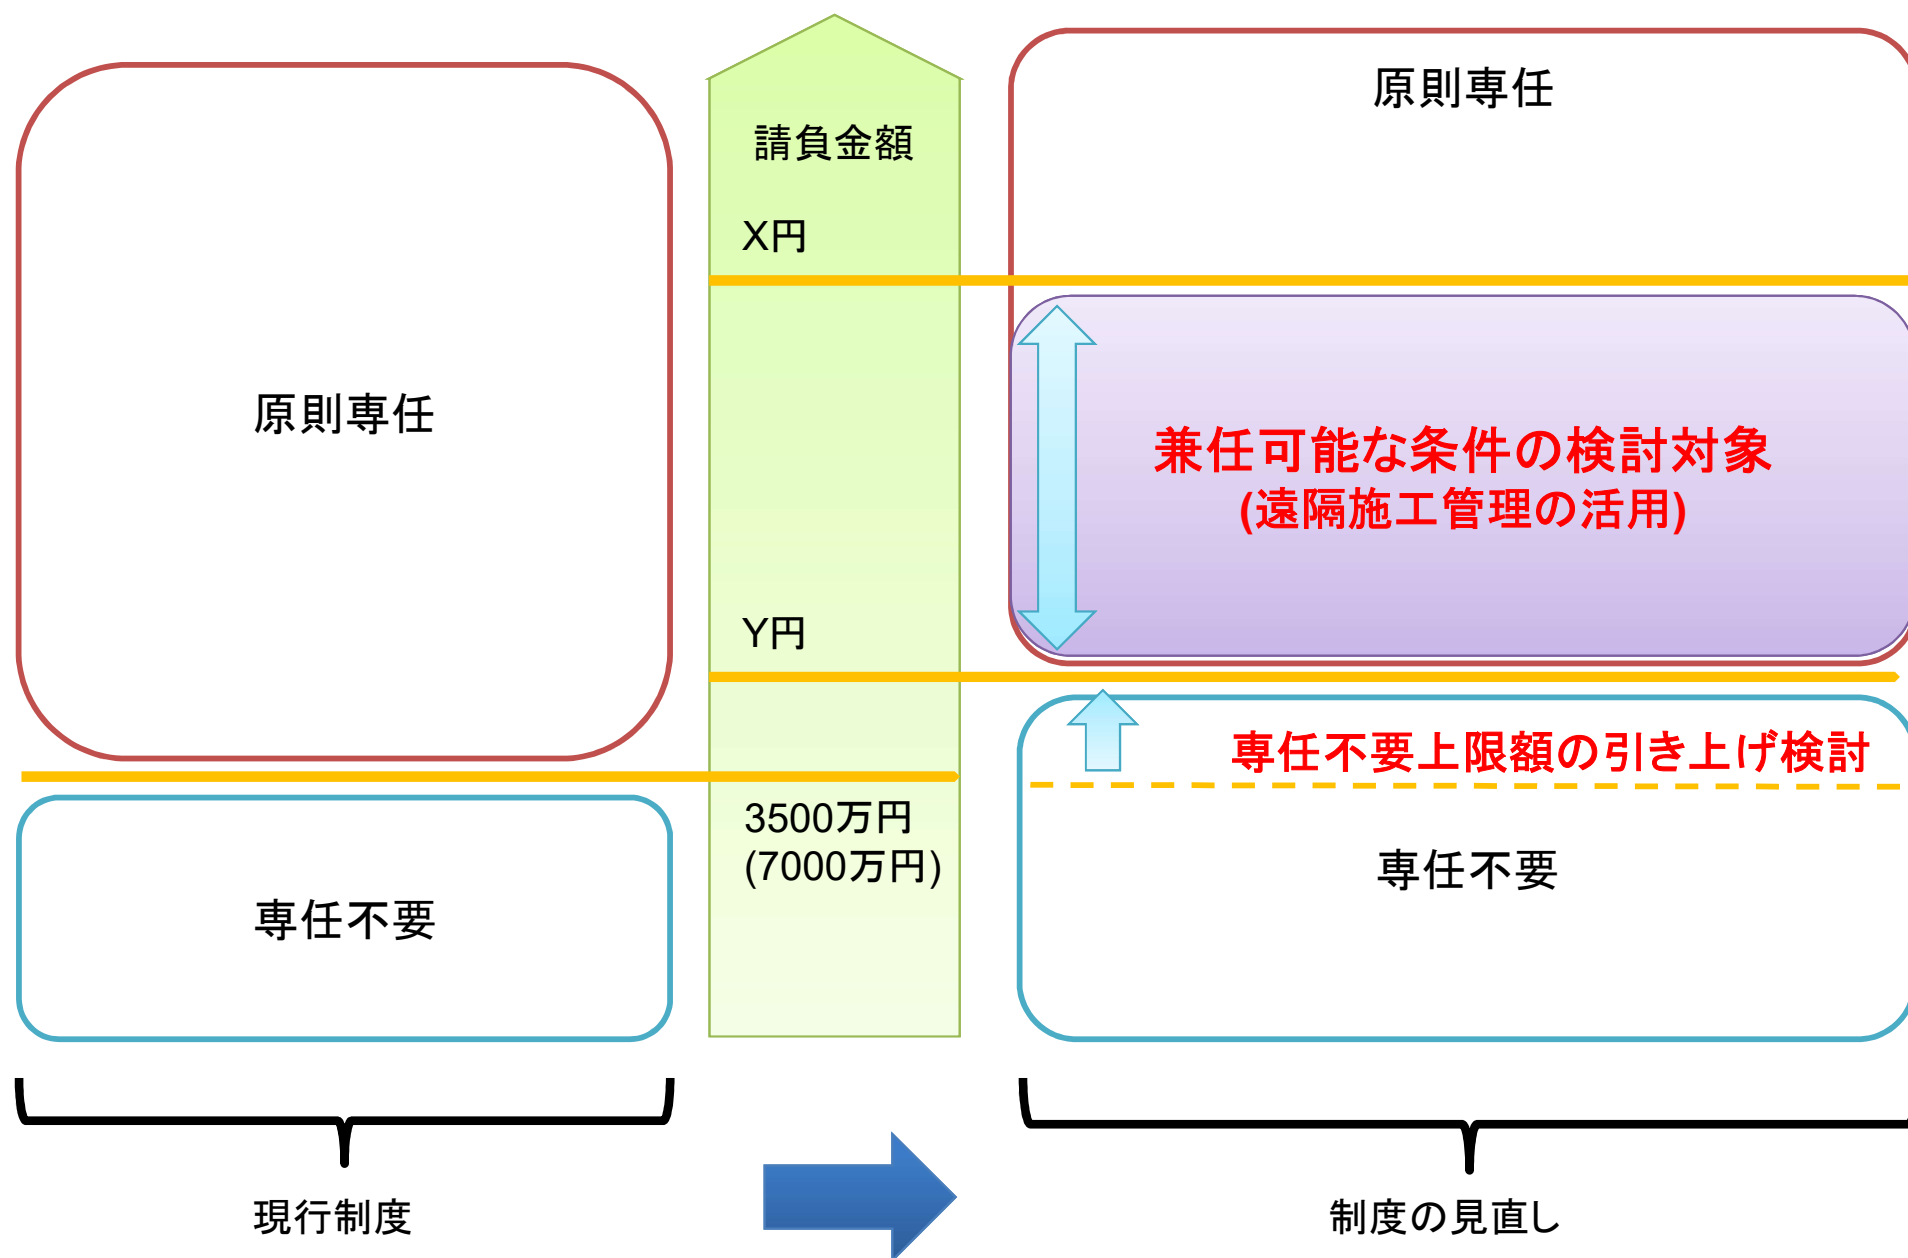 原則専任
専任不要
現行制度
請負金額
X円
Y円
3500万円
(7000万円)
原則専任
兼任可能な条件の検討対象
(遠隔施工管理の活用)
専任不要上限額の引き上げ検討
専任不要
制度の見直し